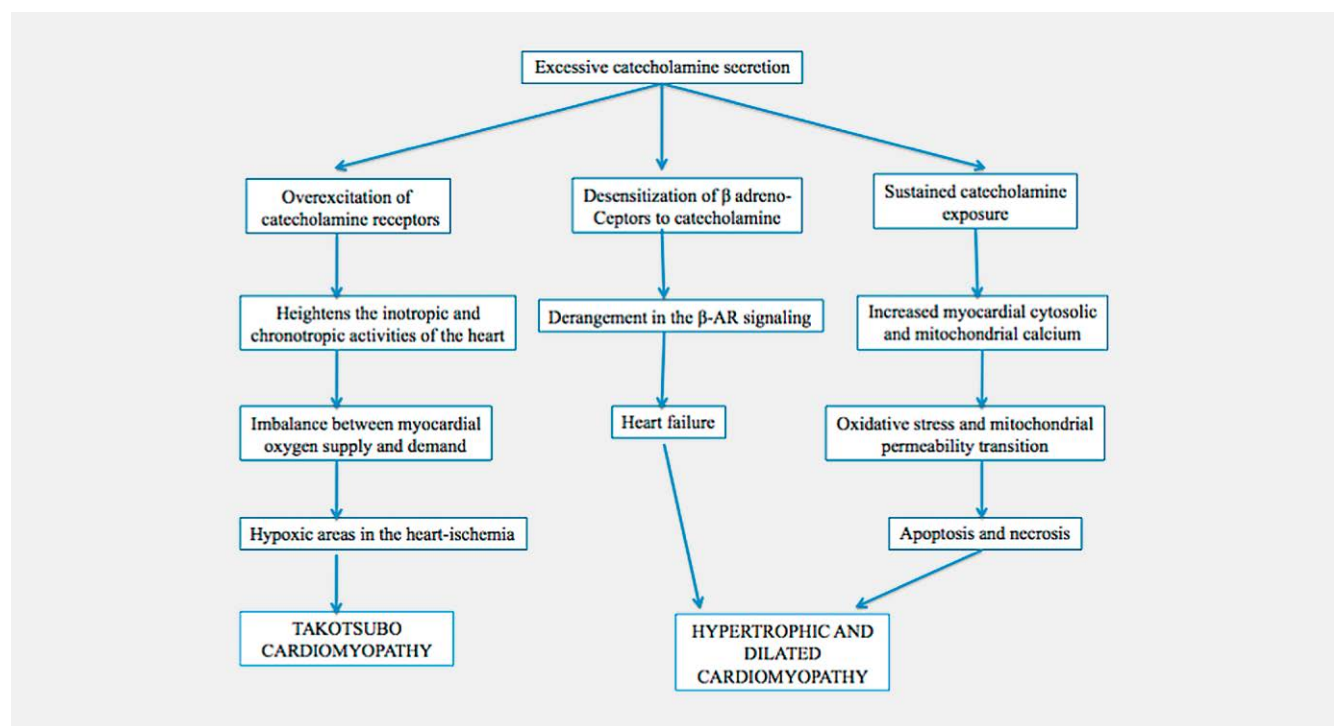 Excessive catecholamine secretion
Overexcitation of
catecholamine receptors
Desensitization of β adreno-
Ceptors to catecholamine
Sustained catecholamine
exposure
Heightens the inotropic and
chronotropic activities of the heart
Derangement in the β-AR signaling
Increased myocardial cytosolic
and mitochondrial calcium
Imbalance between myocardial
oxygen supply and demand
Heart failure
Oxidative stress and mitochondrial
permeability transition
Hypoxic areas in the heart-ischemia
Apoptosis and necrosis
TAKOTSUBO
CARDIOMYOPATHY
HYPERTROPHIC AND
DILATED
CARDIOMYOPATHY